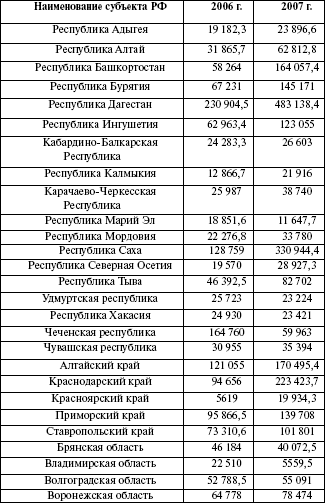 Наименование субъекта РФ 2006 г. 2007 г.
Республика Адыгея 19 182,3 23 896,6
Республика Алтай 31 865,7 62 812,8
Республика Башкортостан 58 264 164 057,4
Республика Бурятия 67 231 145 171
Республика Дагестан 230 904,5 483 138,4
Республика Ингушетия 62 963,4 123 055
Кабардино-Балкарская 24 283,3 26 603
Республика
Республика Калмыкия 12 866,7 21 916
Карачаево-Черкесская 25 987 38 740
Республика
Республика Марий Эл 18 851,6 11 647,7
Республика Мордовия 22 276,8 33 780
Республика Саха 128 759 330 944,4
Республика Северная Осетия 19 570 28 927,3
Республика Тыва 46 392,5 82 702
Удмуртская республика 25 723 23 224
Республика Хакасия 24 930 23 421
Чеченская республика 164 760 59 963
Чувашская республика 30 955 35 394
Алтайский край 121 055 170 495,4
Краснодарский край 94 656 223 423,7
Красноярский край 5619 19 934,3
Приморский край 95 866,5 139 708
Ставропольский край 73 310,6 101 801
Брянская область 46 184 40 072,5
Владимирская область 22 510 5559,5
Волгоградская область 52 788,5 55 091
Воронежская область 64 778 78 474